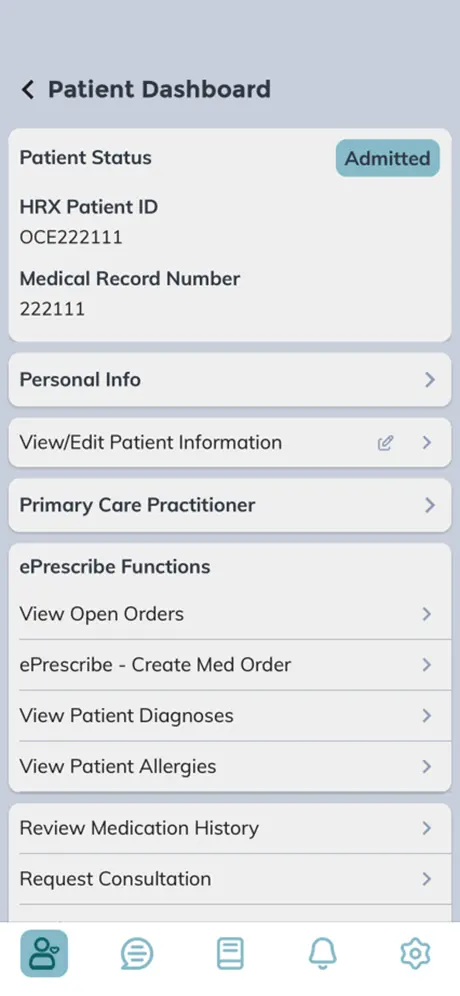 Patient Dashboard
Patient Status
Admitted
HRX Patient ID
OCE222111
Medical Record Number
222111
Personal Info
View/Edit Patient Information
Primary Care Practitioner
ePrescribe Functions
View Open Orders
ePrescribe - Create Med Order
View Patient Diagnoses
View Patient Allergies
Review Medication History
Request Consultation